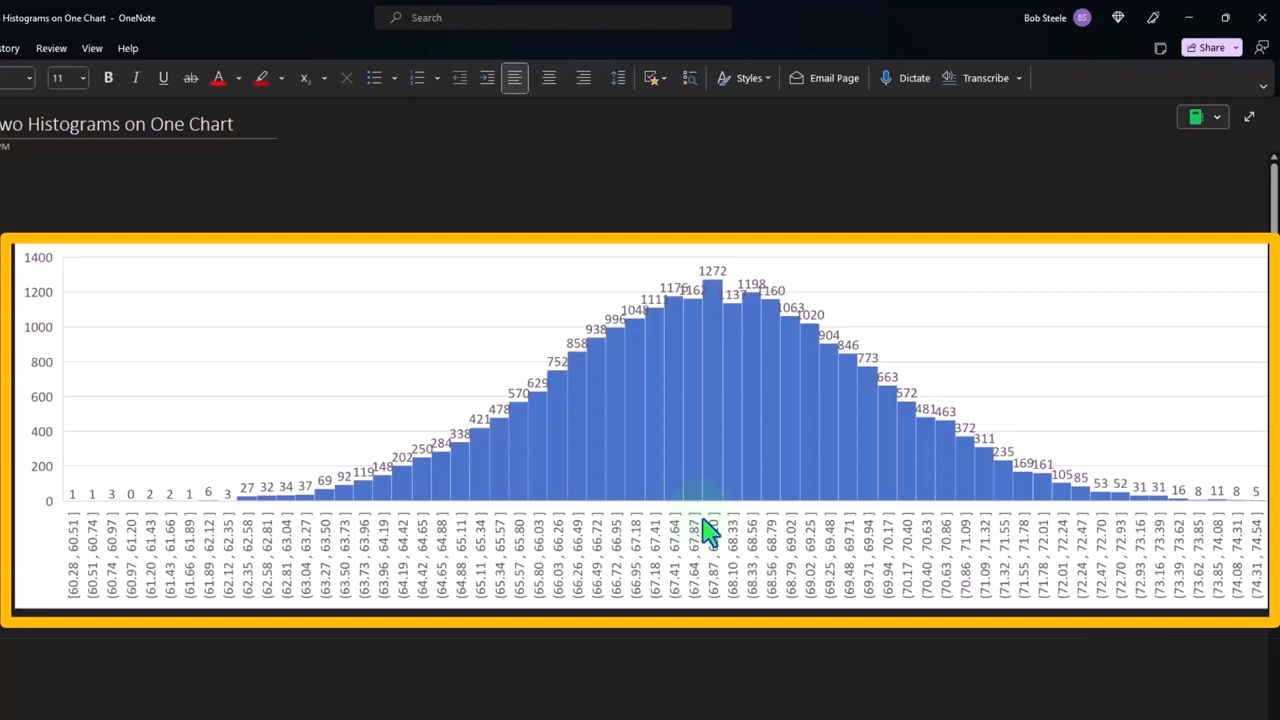 o Histograms on One Chart - OneNote
Search
Bob Steele
BS
story
Review
View
Help
Share
11
B I U ab A
Styles
Email Page
Dictate
Transcribe
wo Histograms on One Chart
PM
1400
1200
1000
800
600
400
200
0
1 1 3 0 2 2 1 6 3 27 32 34 37 69 92 119 148 202 250 284 338 421 478 570 629 752 858 938 996 1048 1111 1176 1162 1272 1137 1198 1160 1063 1020 904 846 773 663 572 481 463 372 311 235 169 161 105 85 53 52 31 31 16 8 11 8 5
[60.28 , 60.51]
(60.51 , 60.74]
(60.74 , 60.97]
(60.97 , 61.20]
(61.20 , 61.43]
(61.43 , 61.66]
(61.66 , 61.89]
(61.89 , 62.12]
(62.12 , 62.35]
(62.35 , 62.58]
(62.58 , 62.81]
(62.81 , 63.04]
(63.04 , 63.27]
(63.27 , 63.50]
(63.50 , 63.73]
(63.73 , 63.96]
(63.96 , 64.19]
(64.19 , 64.42]
(64.42 , 64.65]
(64.65 , 64.88]
(64.88 , 65.11]
(65.11 , 65.34]
(65.34 , 65.57]
(65.57 , 65.80]
(65.80 , 66.03]
(66.03 , 66.26]
(66.26 , 66.49]
(66.49 , 66.72]
(66.72 , 66.95]
(66.95 , 67.18]
(67.18 , 67.41]
(67.41 , 67.64]
(67.64 , 67.87]
(67.87 ,
(68.10 , 68.33]
(68.33 , 68.56]
(68.56 , 68.79]
(68.79 , 69.02]
(69.02 , 69.25]
(69.25 , 69.48]
(69.48 , 69.71]
(69.71 , 69.94]
(69.94 , 70.17]
(70.17 , 70.40]
(70.40 , 70.63]
(70.63 , 70.86]
(70.86 , 71.09]
(71.09 , 71.32]
(71.32 , 71.55]
(71.55 , 71.78]
(71.78 , 72.01]
(72.01 , 72.24]
(72.24 , 72.47]
(72.47 , 72.70]
(72.70 , 72.93]
(72.93 , 73.16]
(73.16 , 73.39]
(73.39 , 73.62]
(73.62 , 73.85]
(73.85 , 74.08]
(74.08 , 74.31]
(74.31 , 74.54]